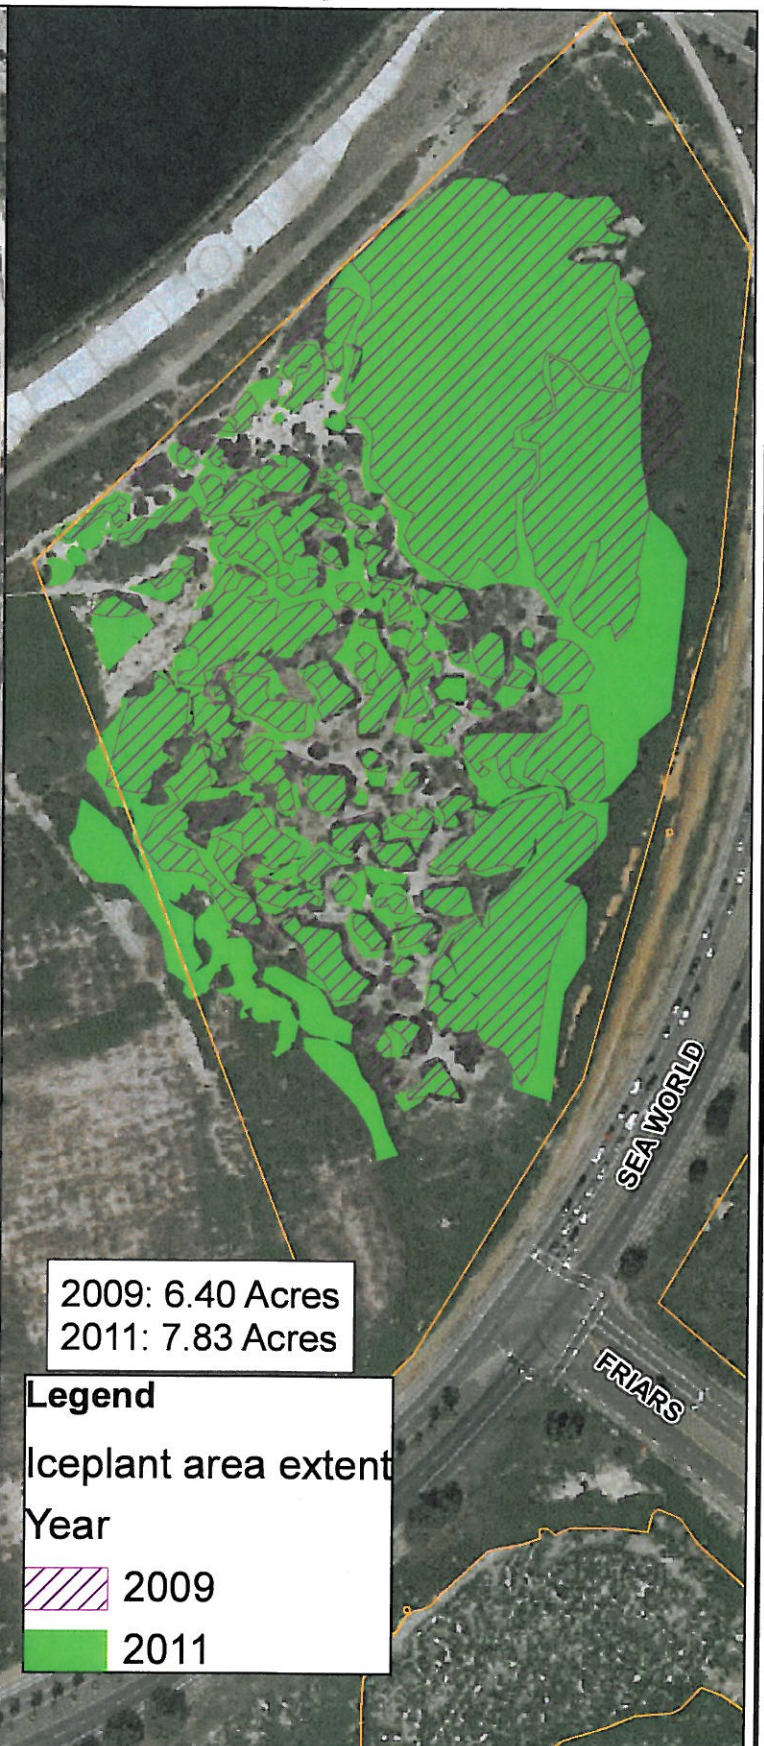 SEA WORLD
2009: 6.40 Acres
2011: 7.83 Acres
FRIARS
Legend
Iceplant area extent
Year
2009
2011